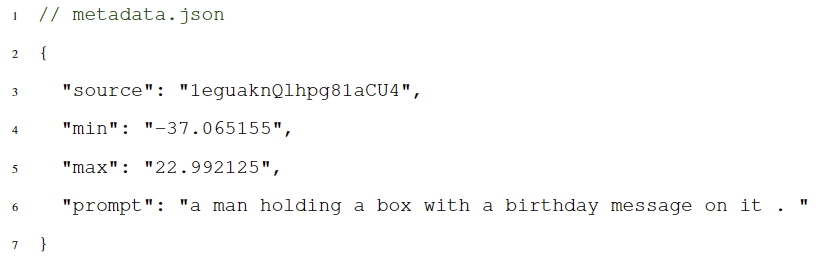 1 // metadata.json
2 {
3 "source": "1eguaknQlhpg81aCU4",
4 "min": "-37.065155",
5 "max": "22.992125",
6 "prompt": "a man holding a box with a birthday message on it . "
7 }